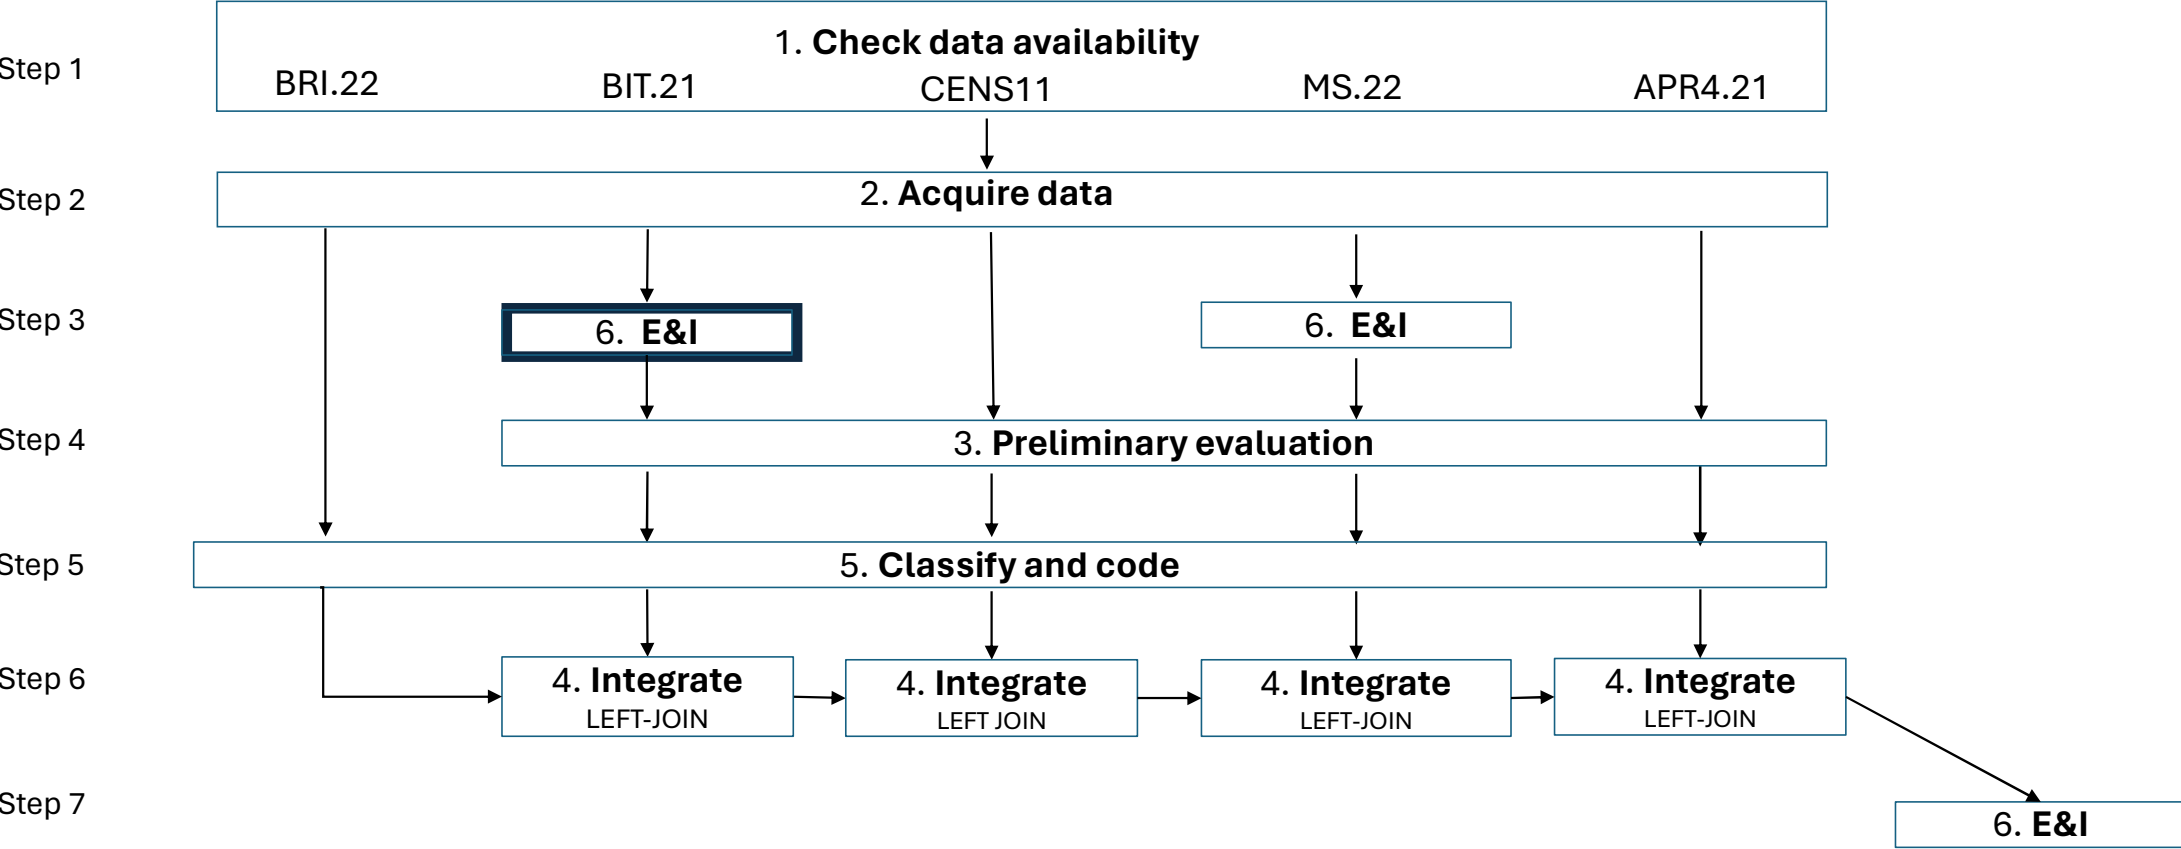 1. Check data availability
Step 1
BRI.22 BIT.21 CENS11 MS.22 APR4.21
Step 2
2. Acquire data
Step 3
6. E&I 6. E&I
Step 4
3. Preliminary evaluation
Step 5
5. Classify and code
Step 6
4. Integrate 4. Integrate 4. Integrate 4. Integrate
LEFT-JOIN LEFT JOIN LEFT-JOIN LEFT-JOIN
Step 7
6. E&I